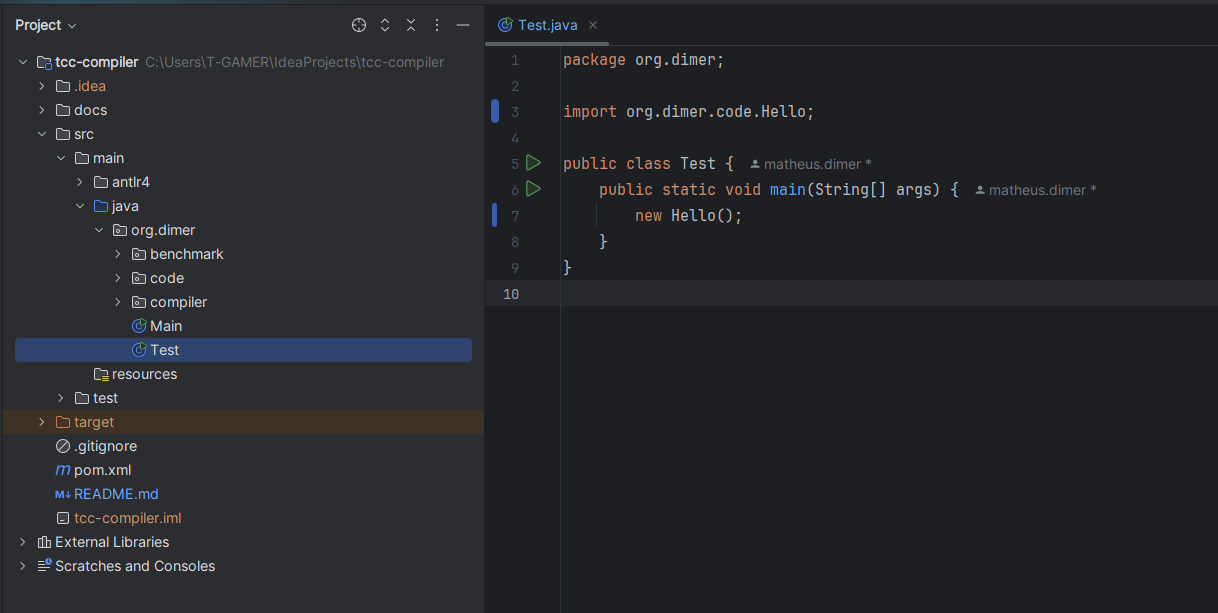 Project
tcc-compiler C:\Users\T-GAMER\IdeaProjects\tcc-compiler
.idea
docs
src
main
antlr4
java
org.dimer
benchmark
code
compiler
Main
Test
resources
test
target
.gitignore
m pom.xml
M↓ README.md
tcc-compiler.iml
External Libraries
Scratches and Consoles
Test.java
1 package org.dimer;
2
3 import org.dimer.code.Hello;
4
5 public class Test { matheus.dimer *
6 public static void main(String[] args) { matheus.dimer *
7 new Hello();
8 }
9 }
10